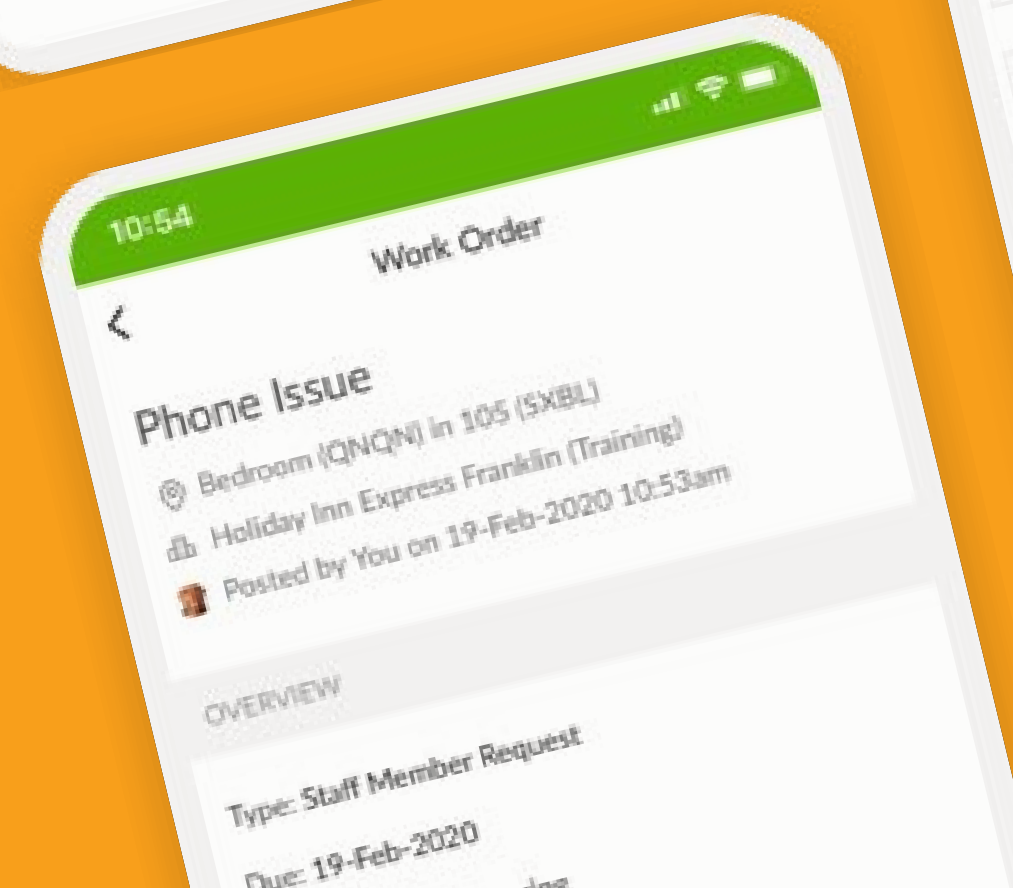 10:54
Work Order
Phone Issue
Bedroom (QNQN) in 105 (SXBL)
Holiday Inn Express Franklin (Training)
Posted by You on 19-Feb-2020 10:53am
OVERVIEW
Type: Staff Member Request
Due: 19-Feb-2020